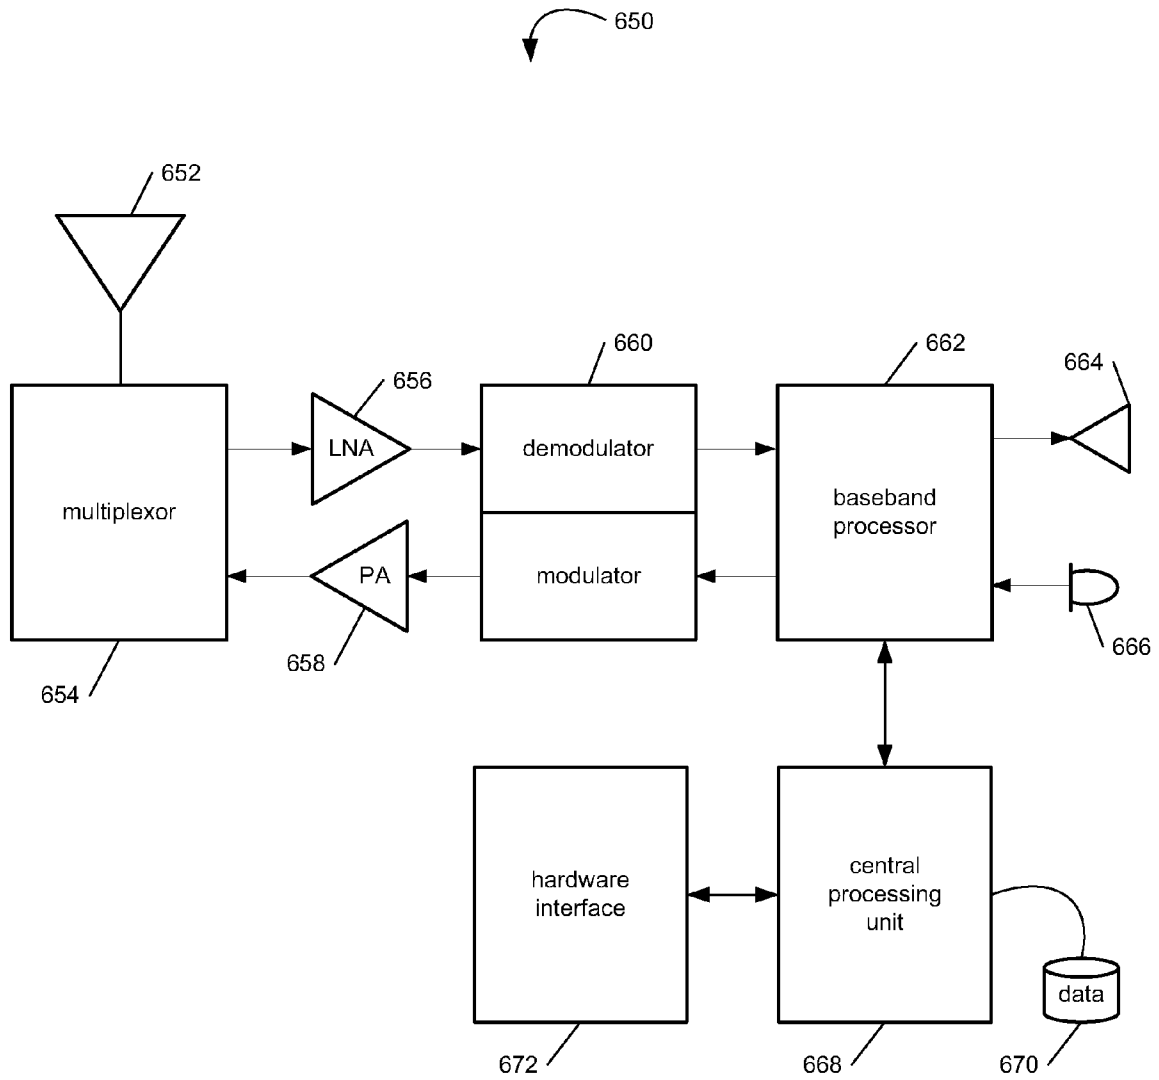 650
652
660
662
664
656
LNA
demodulator
multiplexor
baseband
processor
PA
modulator
658
666
654
hardware
interface
central
processing
unit
data
672
668
670